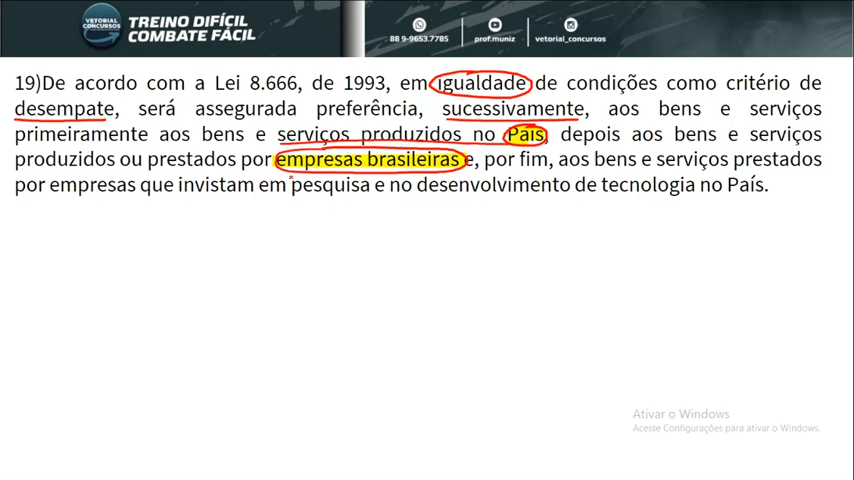 VETORIAL
CONCURSOS
TREINO DIFÍCIL
COMBATE FÁCIL
88 9-9653.7785
prof.muniz
vetorial_concursos
19)De acordo com a Lei 8.666, de 1993, em igualdade de condições como critério de
desempate, será assegurada preferência, sucessivamente, aos bens e serviços
primeiramente aos bens e serviços produzidos no País, depois aos bens e serviços
produzidos ou prestados por empresas brasileiras e, por fim, aos bens e serviços prestados
por empresas que invistam em pesquisa e no desenvolvimento de tecnologia no País.
Ativar o Windows
Acesse Configurações para ativar o Windows.